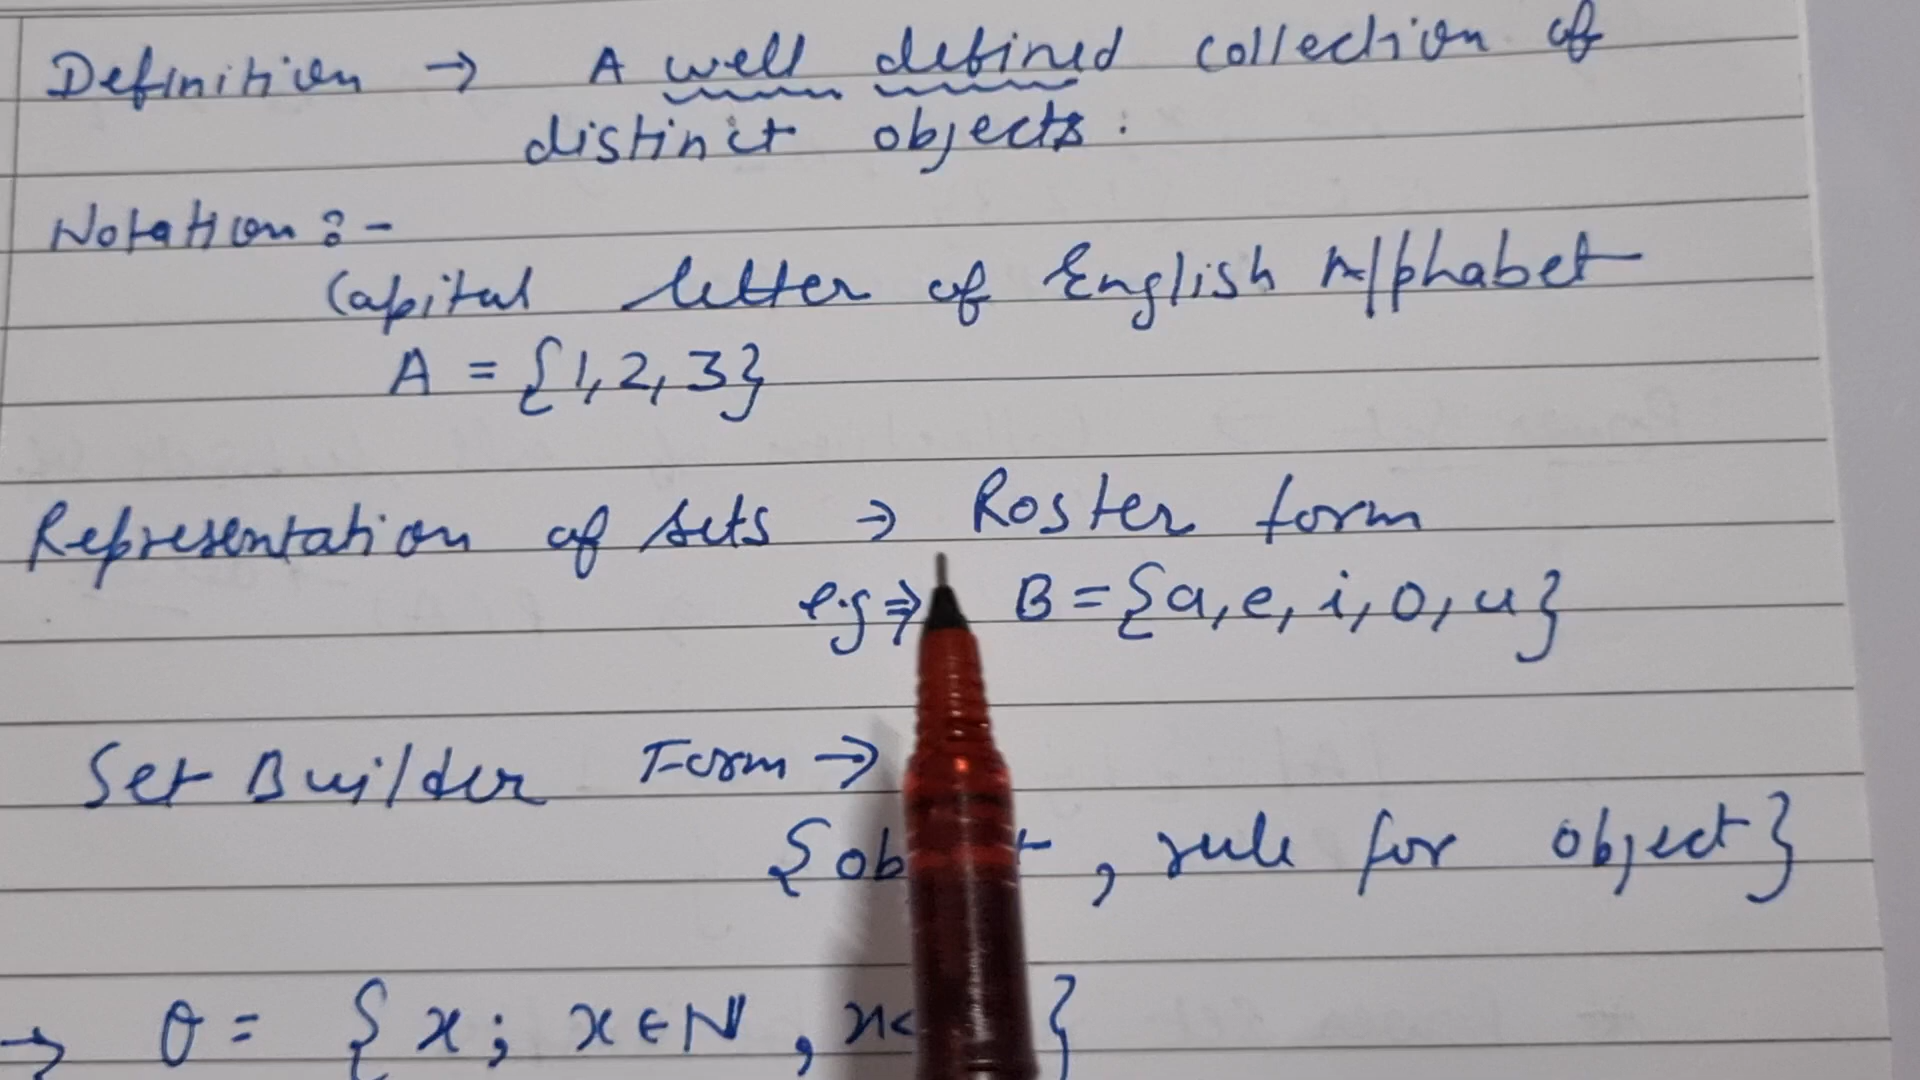 Definition → A well defined collection of
distinct objects.
Notation :-
Capital letter of English Alphabet
A = {1, 2, 3}
Representation of sets → Roster form
e.g ⇒ B = {a, e, i, o, u}
Set Builder Form →
, rule for object}
→ θ = { x ; x ∈ N , x < }